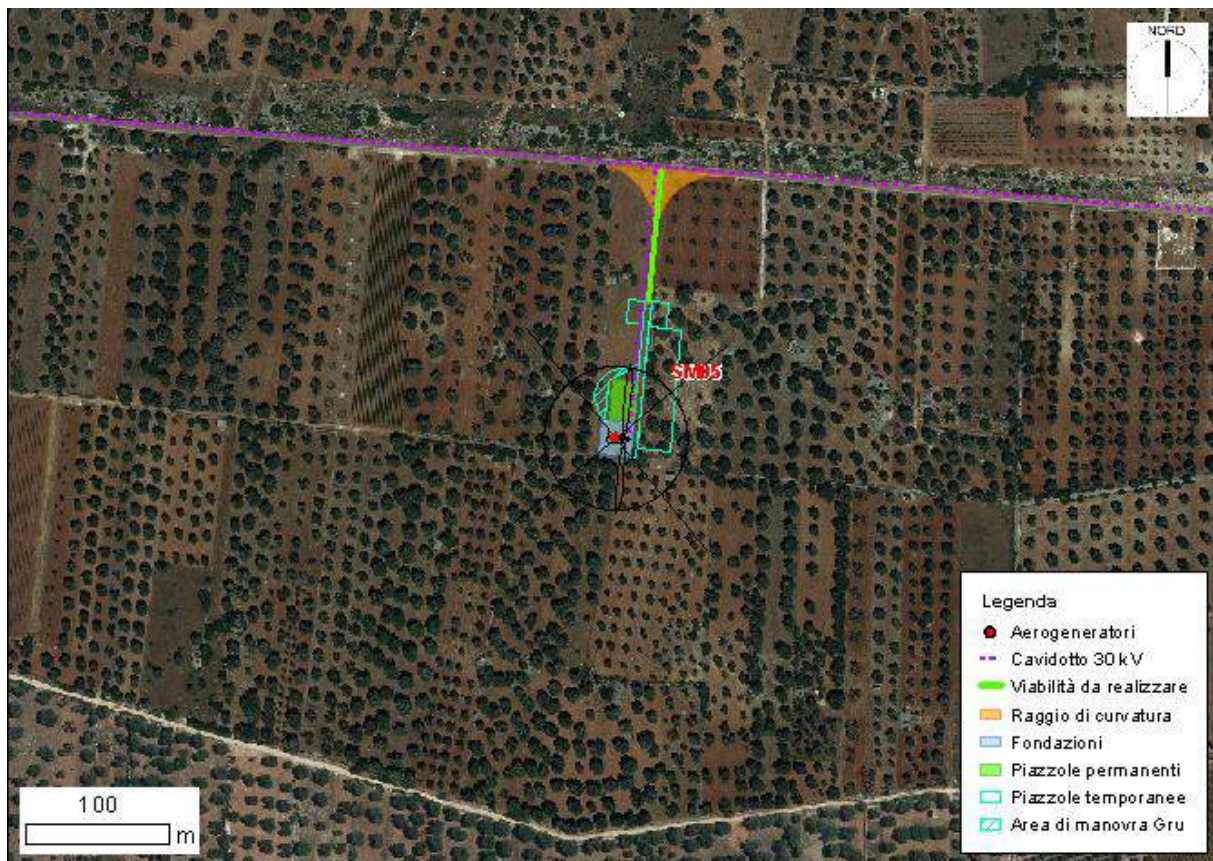 NORD
SM05
Legenda
Aerogeneratori
Cavidotto 30 kV
Viabilità da realizzare
Raggio di curvatura
Fondazioni
Piazzole permanenti
Piazzole temporanee
Area di manovra Gru
100
m